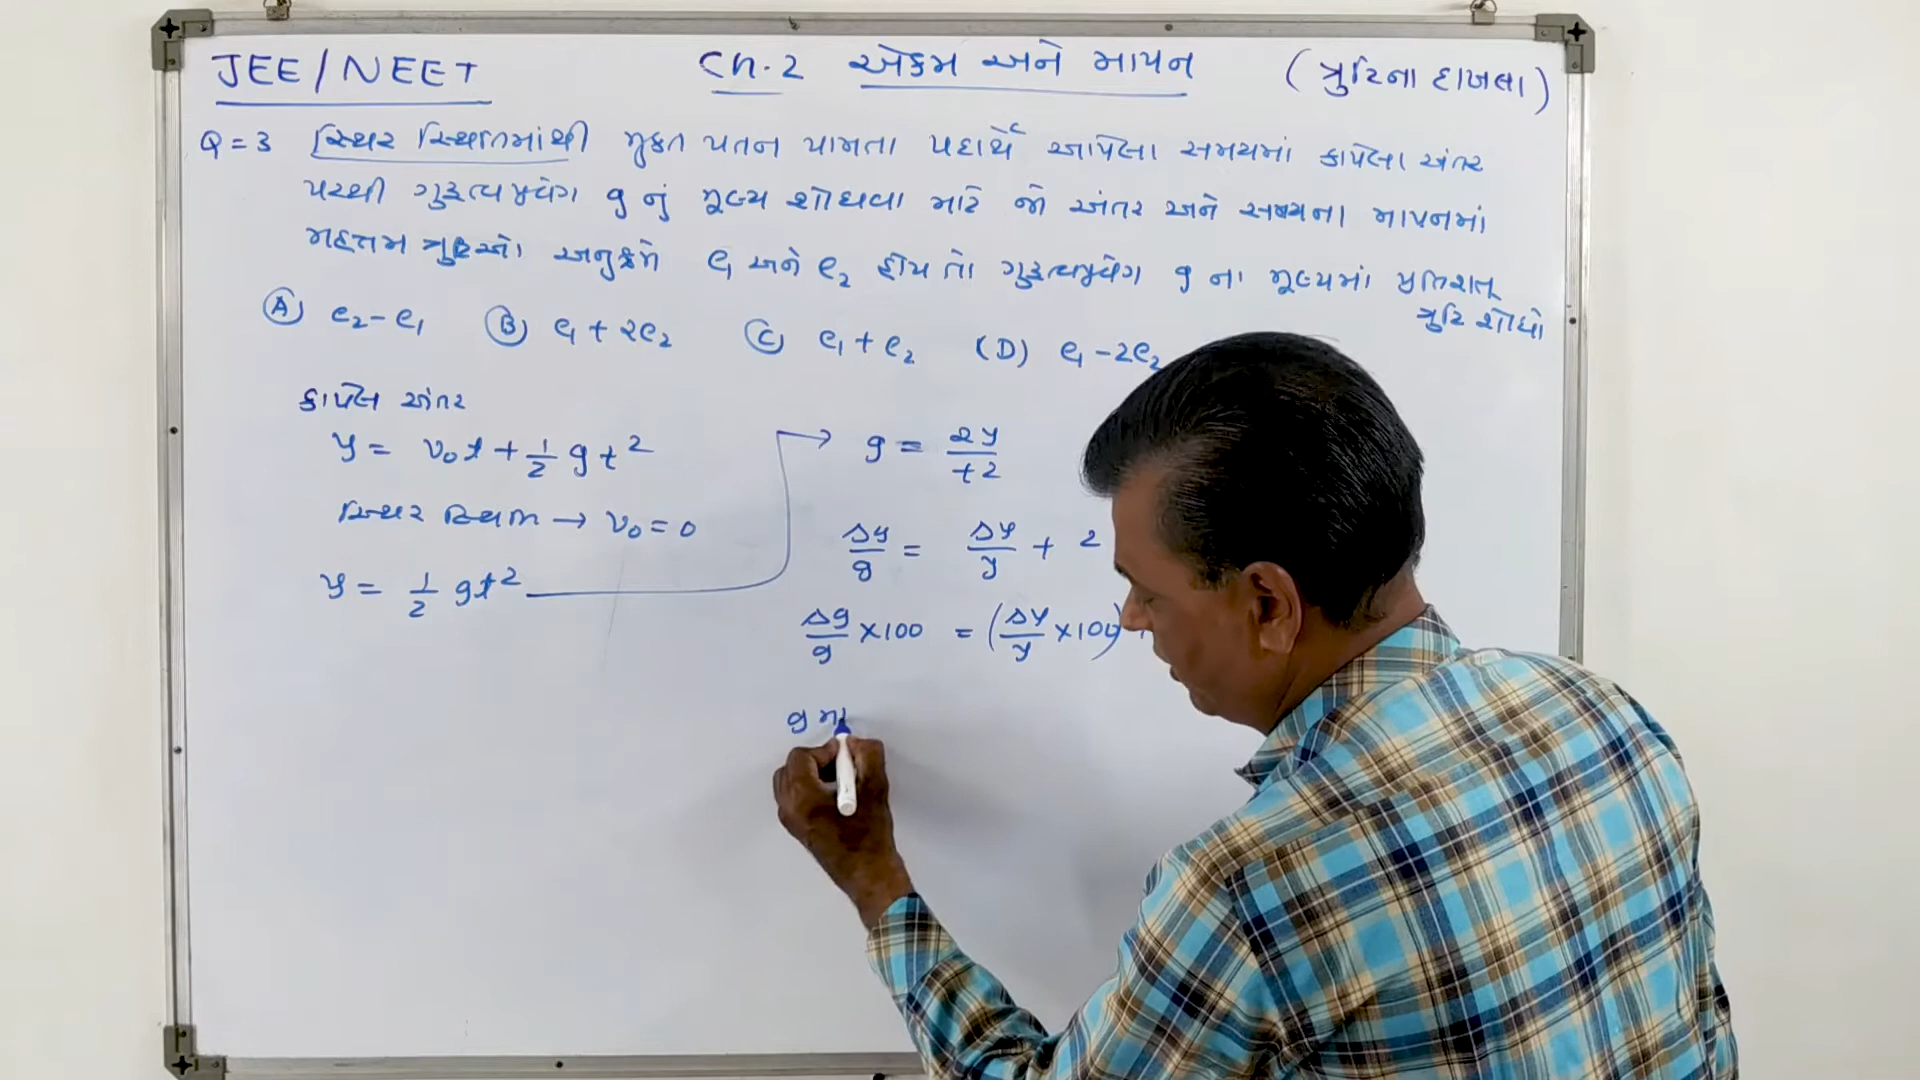 JEE/NEET Ch.2 એકમ અને માપન (ત્રુટિના દાખલા)
Q=3 સ્થિર સ્થિતિમાંથી મુક્ત પતન પામતા પદાર્થે આપેલા સમયમાં કાપેલા અંતર
પરથી ગુરૂત્વપ્રવેગ g નું મૂલ્ય શોધવા માટે જો અંતર અને સમયના માપનમાં
મહત્તમ ત્રુટિઓ અનુક્રમે e₁ અને e₂ હોય તો ગુરૂત્વપ્રવેગ g ના મૂલ્યમાં પ્રતિશત્
ત્રુટિ શોધો
Ⓐ e₂-e₁ Ⓑ e₁+2e₂ Ⓒ e₁+e₂ (D) e₁-2e₂
કાપેલ અંતર
y = v₀t + 1/2 gt²
સ્થિર સ્થિતિ → v₀ = 0
y = 1/2 gt²
→ g = 2y/t²
Δg/g = Δy/y + 2
Δg/g ×100 = (Δy/y ×100)
g માં